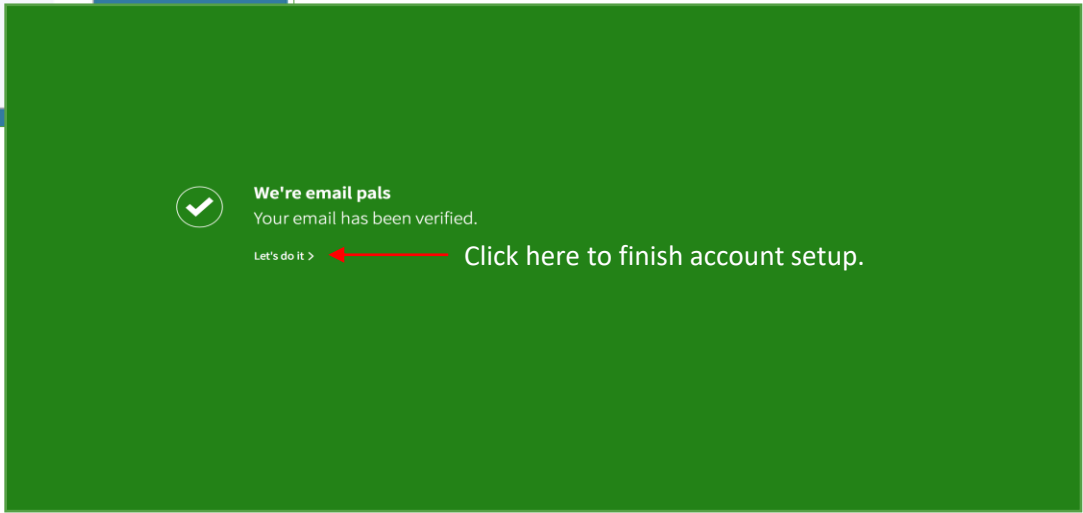 We're email pals
Your email has been verified.
Let's do it >
Click here to finish account setup.